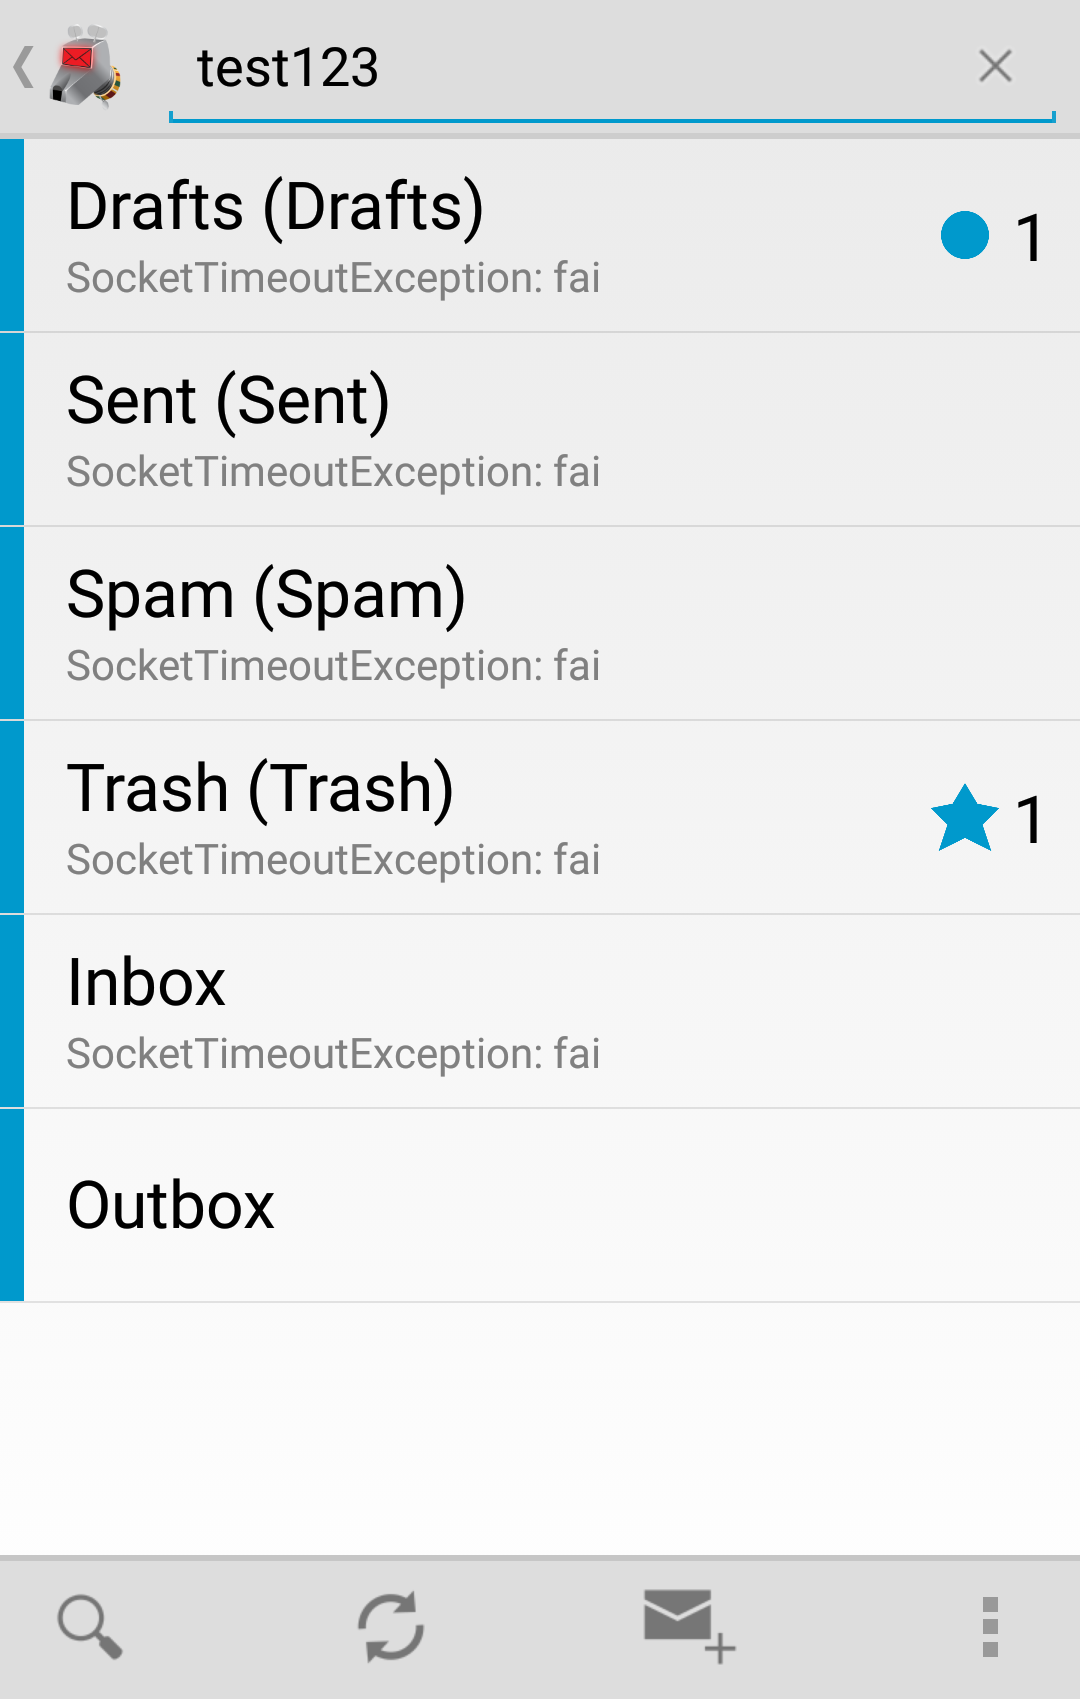 test123
Drafts (Drafts)
1
SocketTimeoutException: fai
Sent (Sent)
SocketTimeoutException: fai
Spam (Spam)
SocketTimeoutException: fai
Trash (Trash)
1
SocketTimeoutException: fai
Inbox
SocketTimeoutException: fai
Outbox